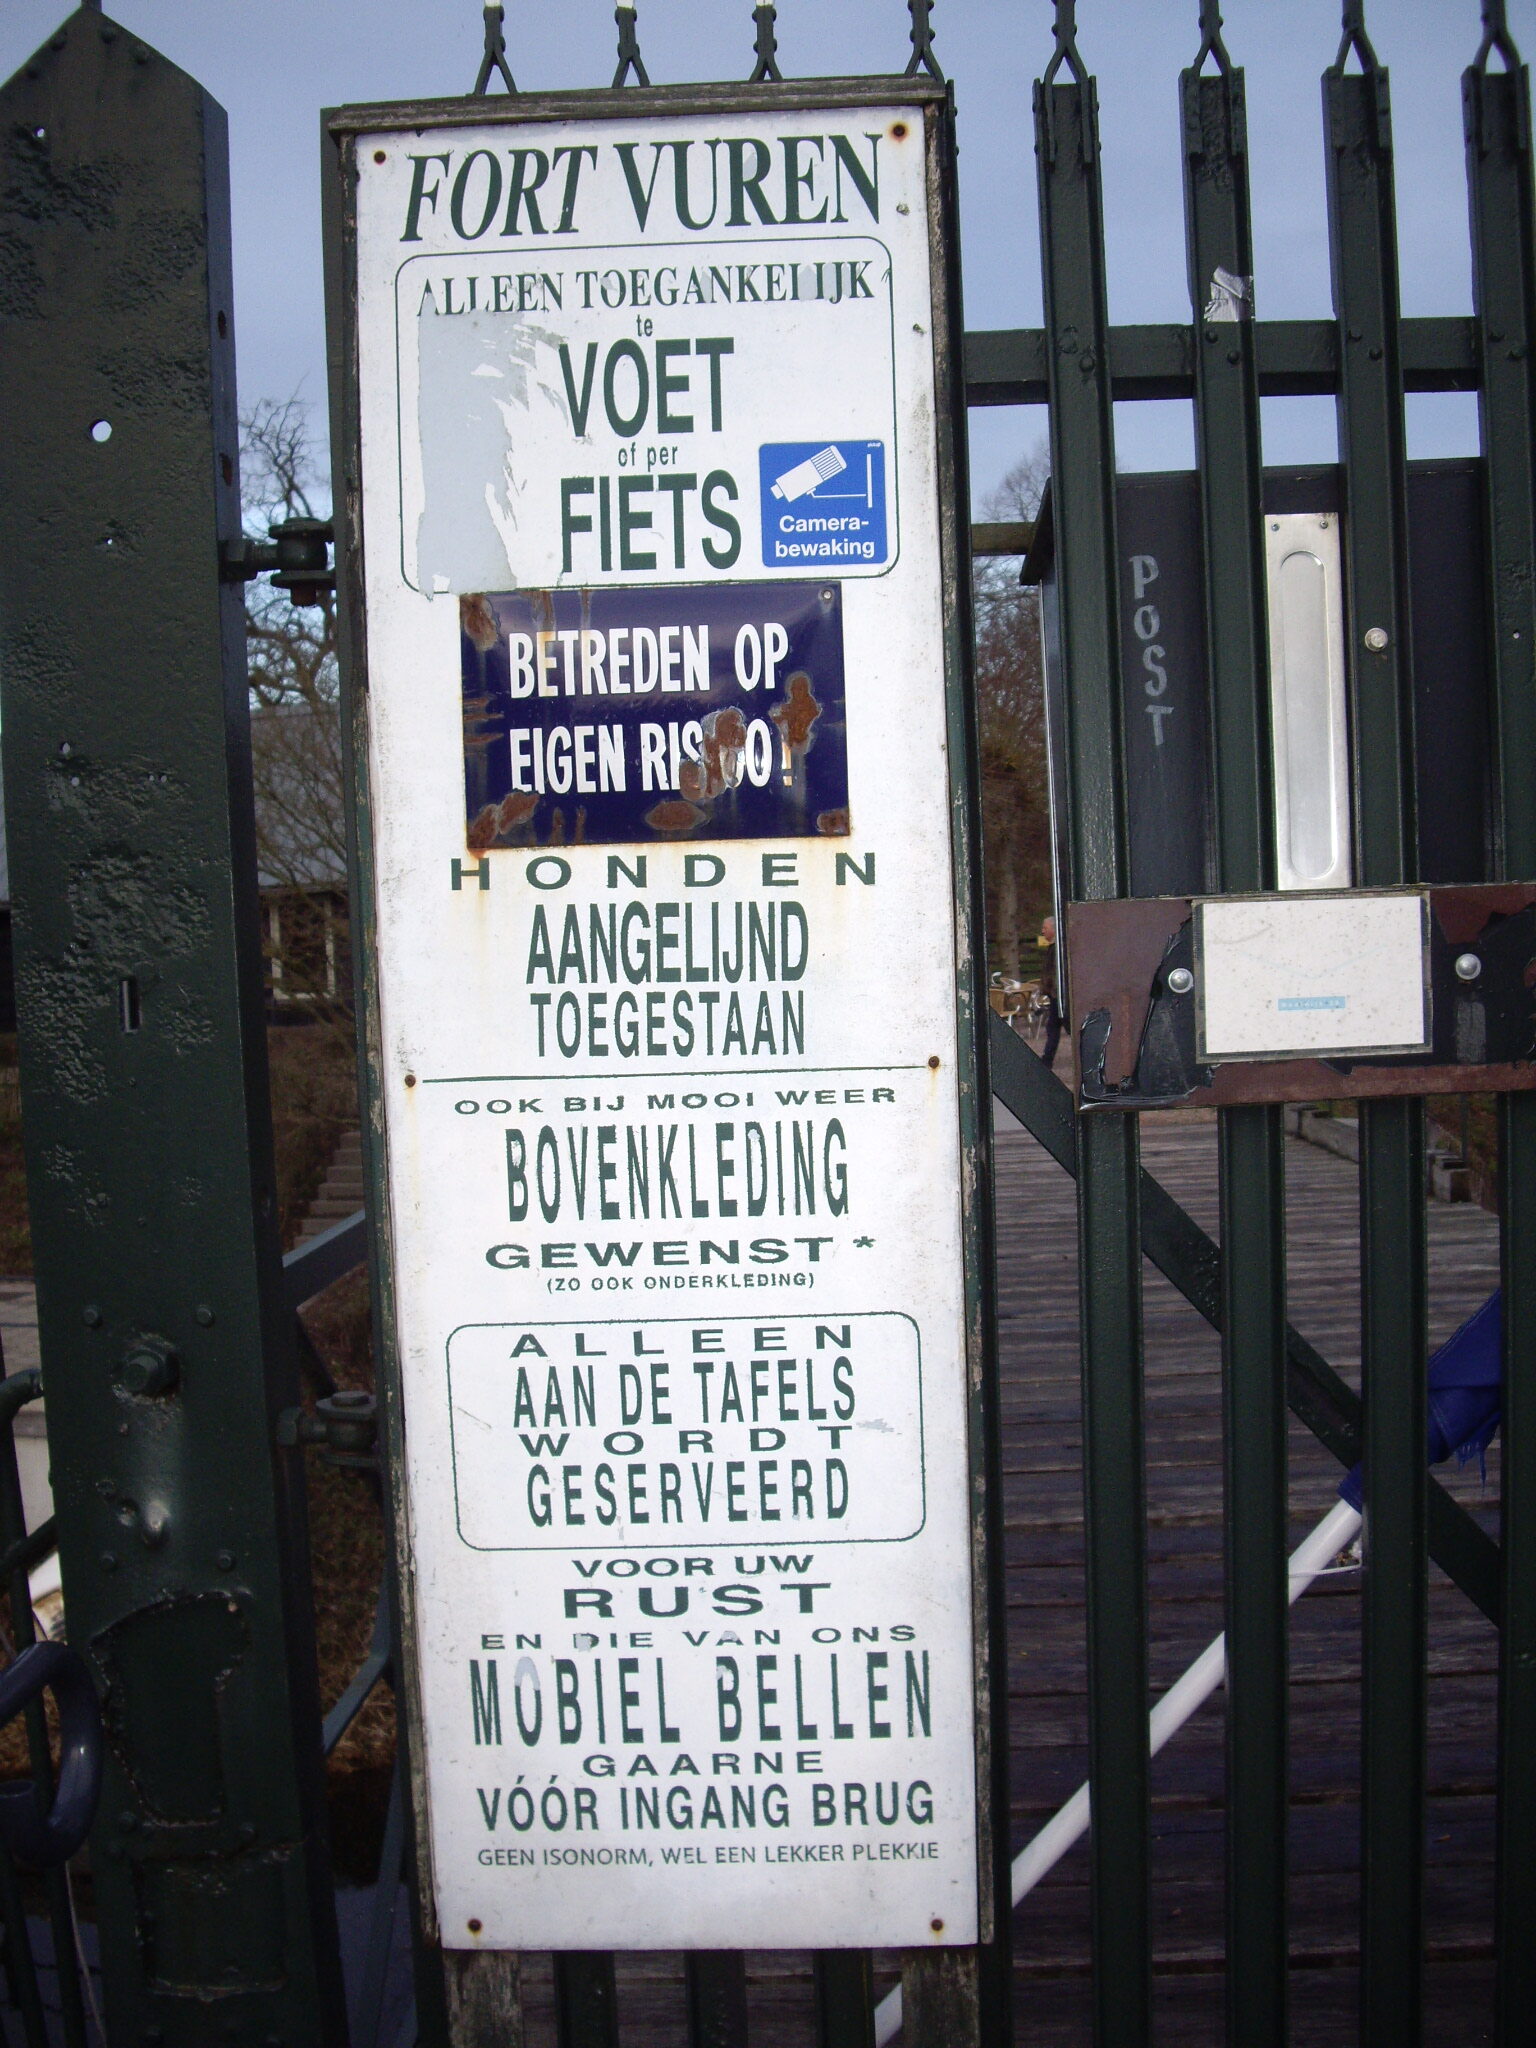 FORT VUREN
ALLEEN TOEGANKELIJK
te
VOET
of per
FIETS
Camera-
bewaking
BETREDEN OP
EIGEN RISICO!
HONDEN
AANGELIJND
TOEGESTAAN
OOK BIJ MOOI WEER
BOVENKLEDING
GEWENST *
(ZO OOK ONDERKLEDING)
ALLEEN
AAN DE TAFELS
WORDT
GESERVEERD
VOOR UW
RUST
EN DIE VAN ONS
MOBIEL BELLEN
GAARNE
VÓÓR INGANG BRUG
GEEN ISONORM, WEL EEN LEKKER PLEKKIE
POST